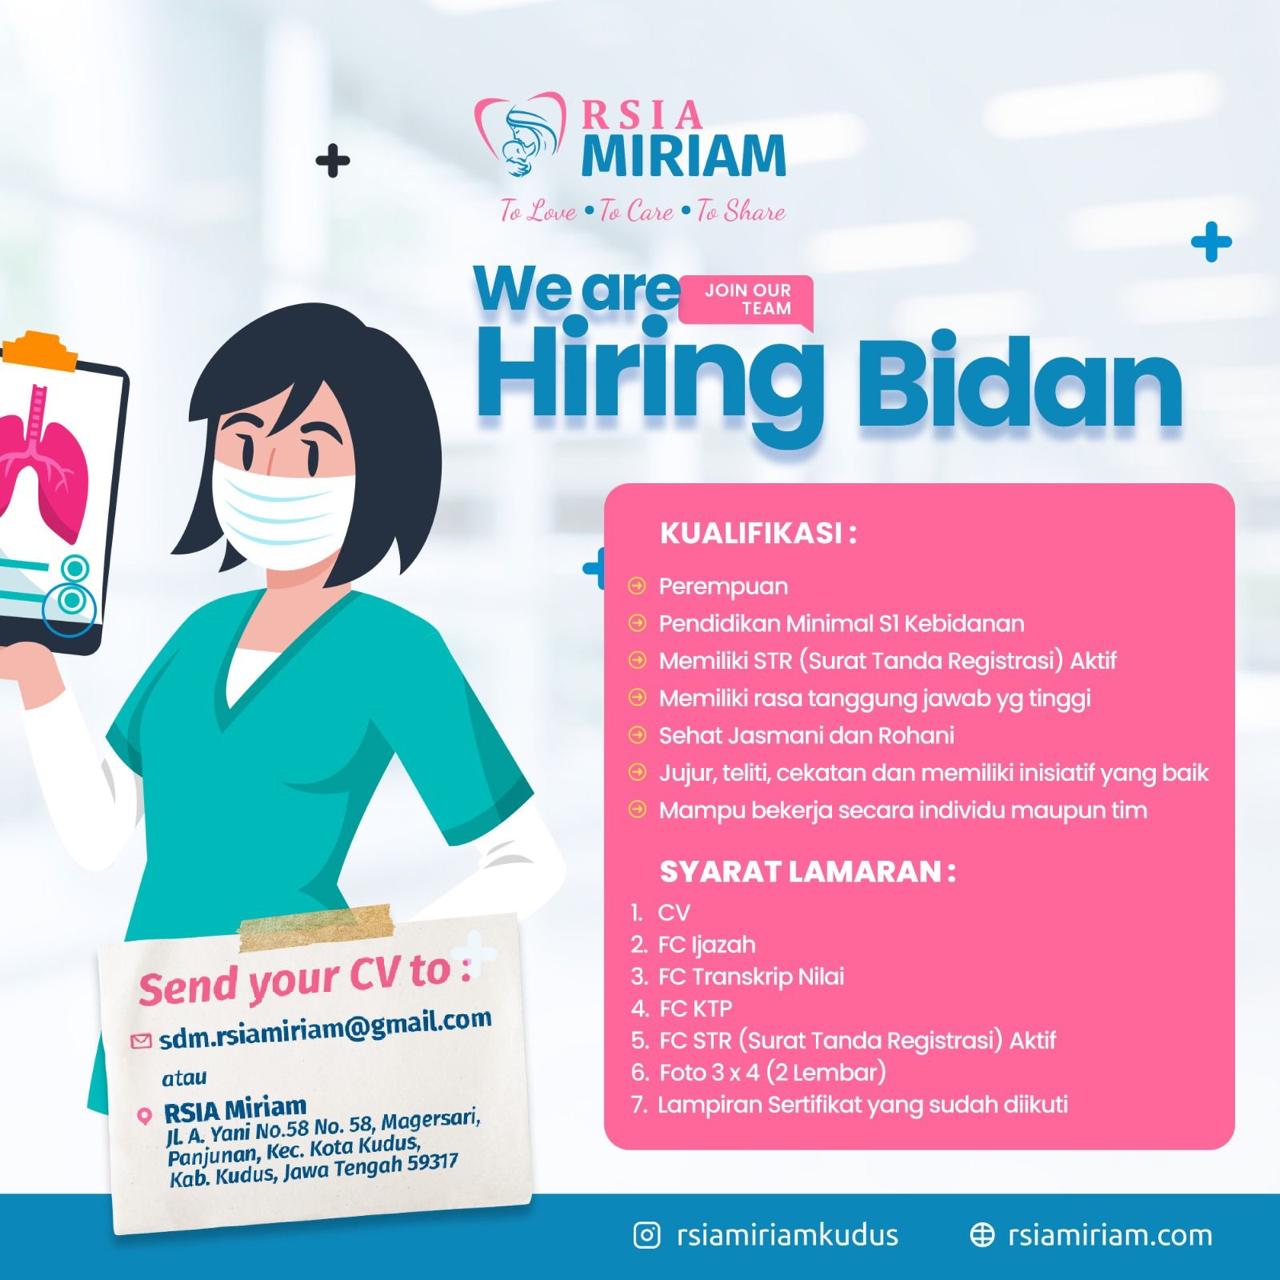 RSIA
MIRIAM
To Love • To Care • To Share
We are
JOIN OUR
TEAM
Hiring Bidan
KUALIFIKASI :
Perempuan
Pendidikan Minimal S1 Kebidanan
Memiliki STR (Surat Tanda Registrasi) Aktif
Memiliki rasa tanggung jawab yg tinggi
Sehat Jasmani dan Rohani
Jujur, teliti, cekatan dan memiliki inisiatif yang baik
Mampu bekerja secara individu maupun tim
SYARAT LAMARAN :
1. CV
2. FC Ijazah
3. FC Transkrip Nilai
4. FC KTP
5. FC STR (Surat Tanda Registrasi) Aktif
6. Foto 3 x 4 (2 Lembar)
7. Lampiran Sertifikat yang sudah diikuti
Send your CV to :
sdm.rsiamiriam@gmail.com
atau
RSIA Miriam
Jl. A. Yani No.58 No. 58, Magersari,
Panjunan, Kec. Kota Kudus,
Kab. Kudus, Jawa Tengah 59317
rsiamiriamkudus
rsiamiriam.com